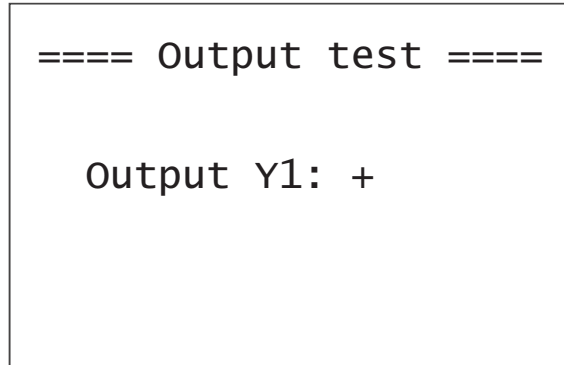 ==== Output test ====
Output Y1: +